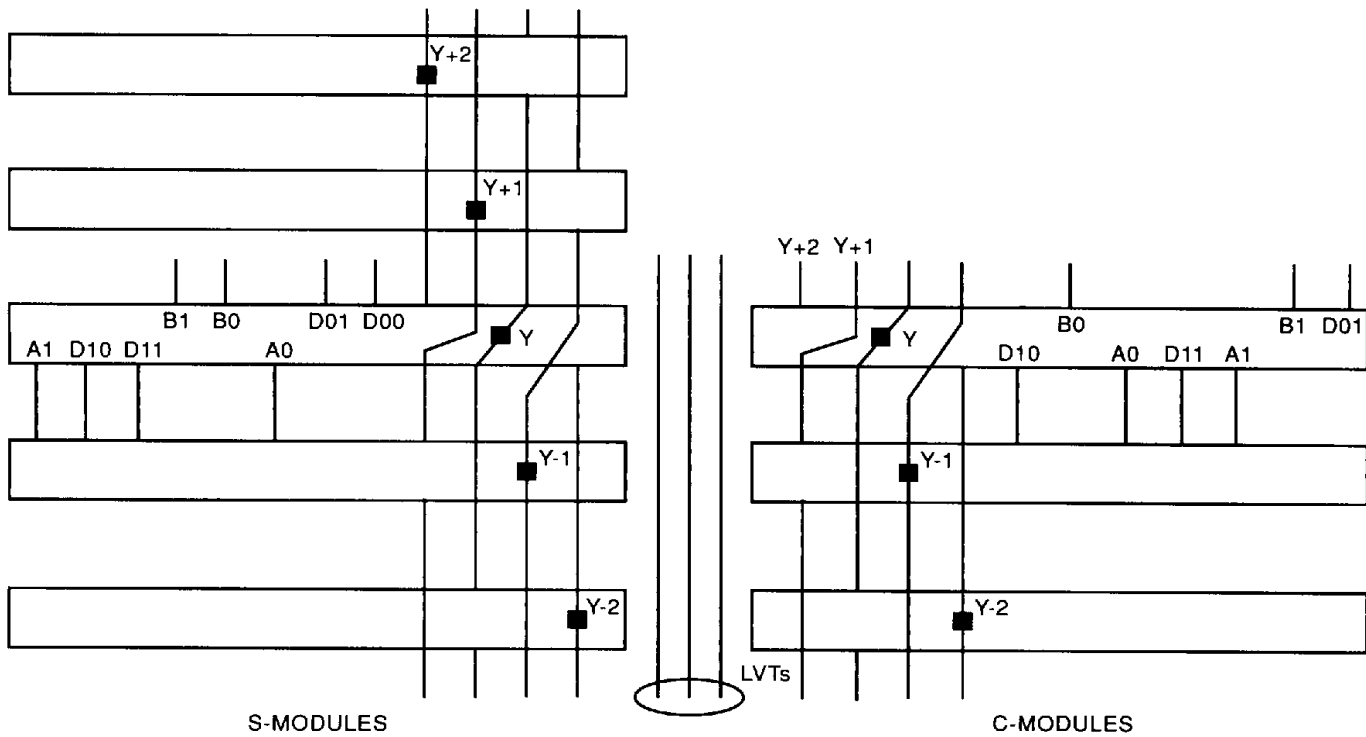 Y+2
Y+1
Y+2 Y+1
B1 B0 D01 D00 Y
Y B0 B1 D01
A1 D10 D11 A0
D10 A0 D11 A1
Y-1
Y-1
Y-2
Y-2
LVTs
S-MODULES
C-MODULES